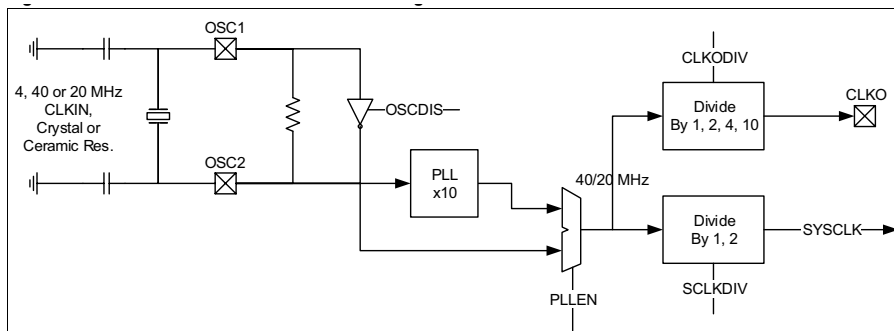 OSC1
4, 40 or 20 MHz
CLKIN,
Crystal or
Ceramic Res.
OSCDIS
OSC2
PLL
x10
CLKODIV
Divide
By 1, 2, 4, 10
CLKO
40/20 MHz
Divide
By 1, 2
SYSCLK
PLLEN
SCLKDIV